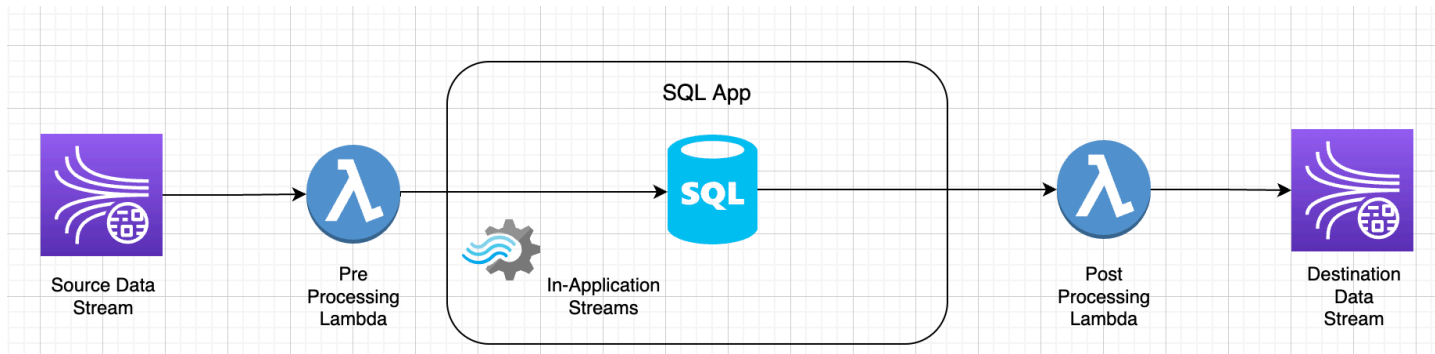 SQL App
SQL
Source Data
Stream
Pre
Processing
Lambda
In-Application
Streams
Post
Processing
Lambda
Destination
Data
Stream